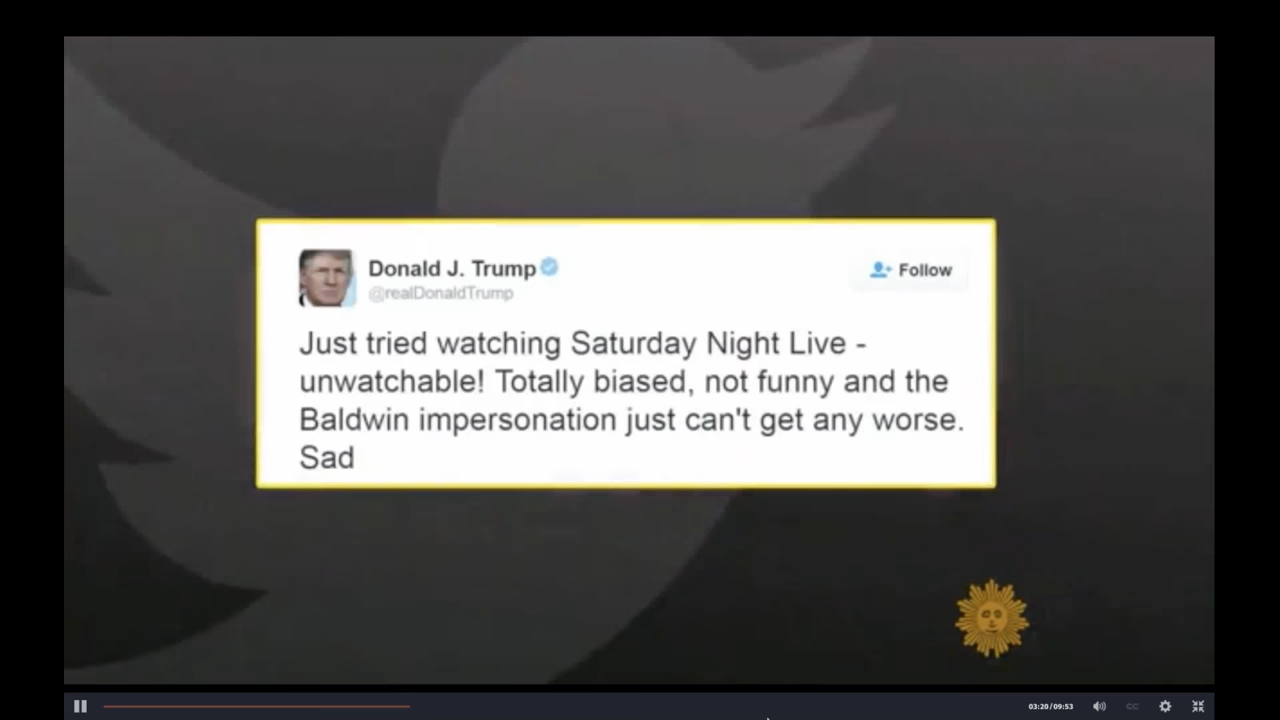 Donald J. Trump
@realDonaldTrump
Follow
Just tried watching Saturday Night Live -
unwatchable! Totally biased, not funny and the
Baldwin impersonation just can't get any worse.
Sad
03:20/09:53
CC